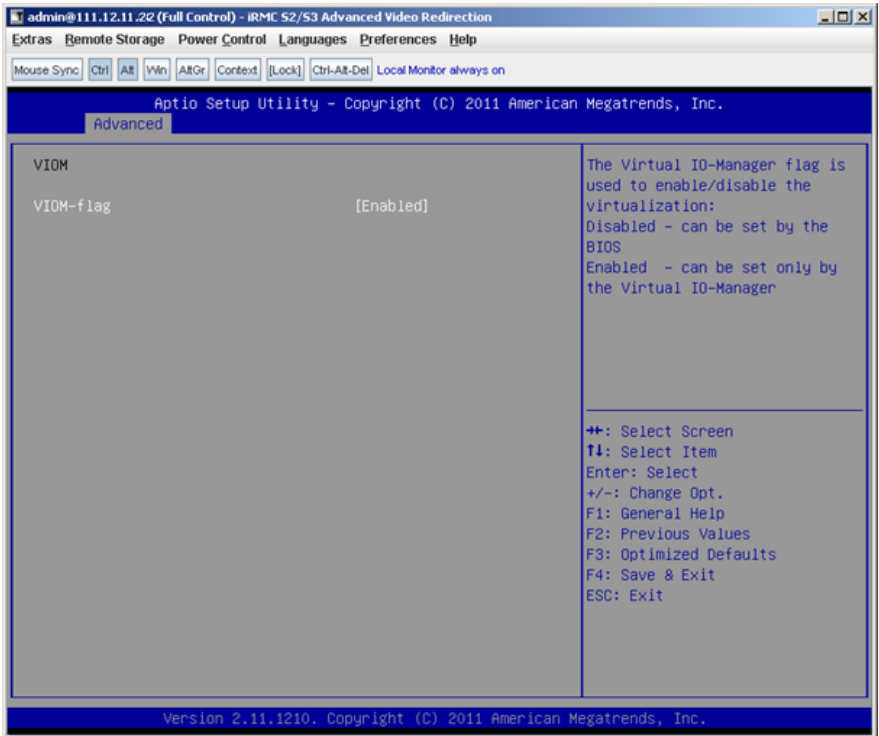 admin@111.12.11.22 (Full Control) - iRMC S2/S3 Advanced Video Redirection
Extras Remote Storage Power Control Languages Preferences Help
Mouse Sync Ctrl Alt Win AltGr Context [Lock] Ctrl-Alt-Del Local Monitor always on
Aptio Setup Utility – Copyright (C) 2011 American Megatrends, Inc.
Advanced
VIOM
VIOM-flag [Enabled]
The Virtual IO-Manager flag is
used to enable/disable the
virtualization:
Disabled – can be set by the
BIOS
Enabled – can be set only by
the Virtual IO-Manager
→←: Select Screen
↑↓: Select Item
Enter: Select
+/-: Change Opt.
F1: General Help
F2: Previous Values
F3: Optimized Defaults
F4: Save & Exit
ESC: Exit
Version 2.11.1210. Copyright (C) 2011 American Megatrends, Inc.